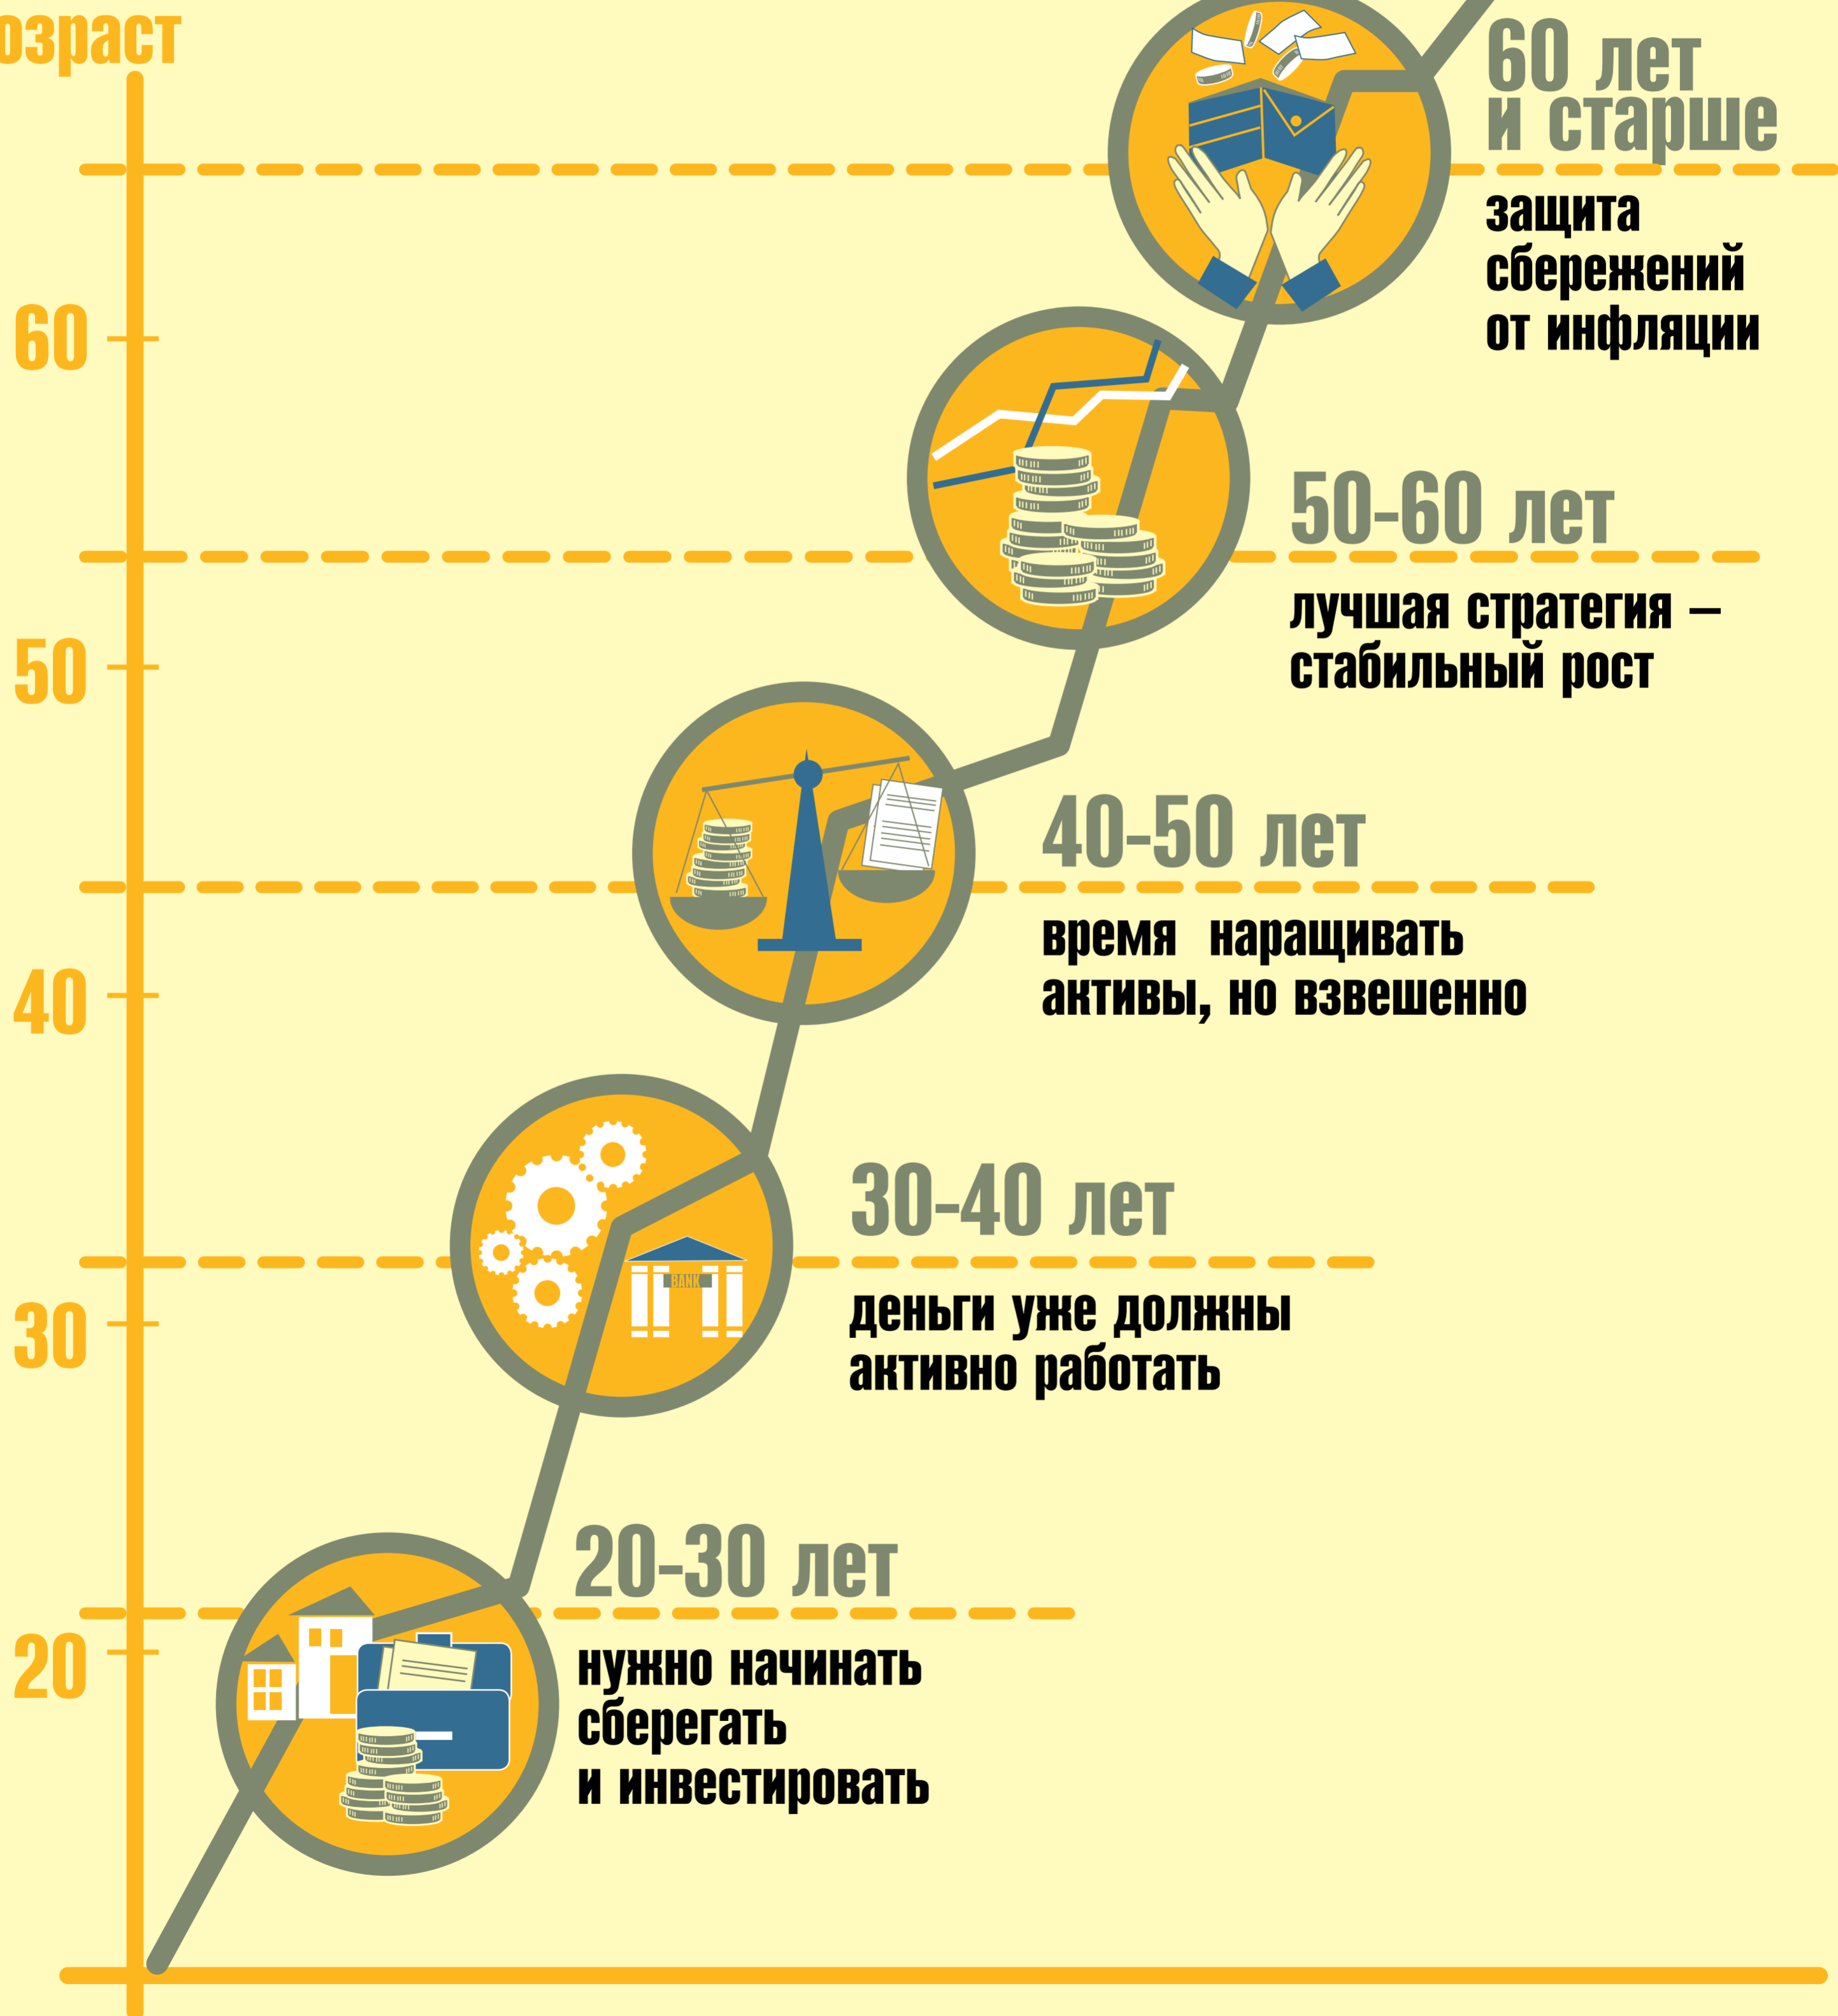 озраст
60 лет
и старше
защита
сбережений
от инфляции
60
50-60 лет
лучшая стратегия —
стабильный рост
50
40-50 лет
время наращивать
активы, но взвешенно
40
30-40 лет
BANK
деньги уже должны
активно работать
30
20-30 лет
нужно начинать
сберегать
и инвестировать
20